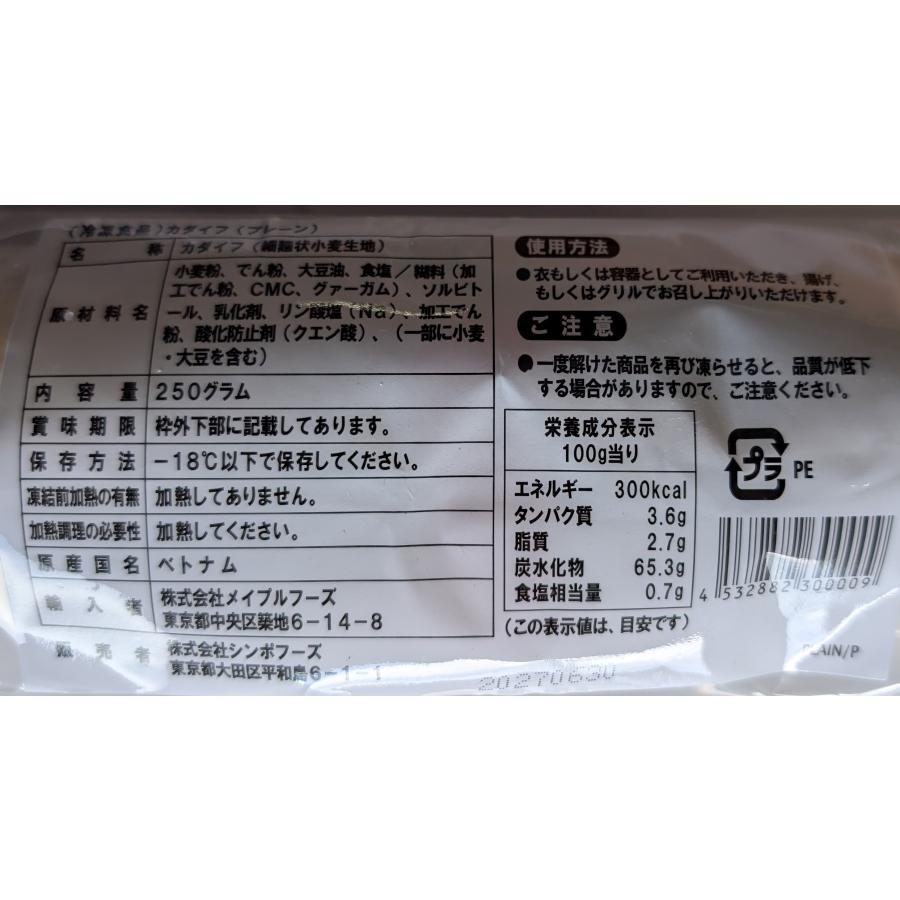 (冷凍食品)カダイフ(プレーン)
名称 カダイフ(細麺状小麦生地)
原材料名 小麦粉、でん粉、大豆油、食塩／糊料(加
工でん粉、CMC、グァーガム)、ソルビト
ール、乳化剤、リン酸塩(Na)、加工でん
粉、酸化防止剤(クエン酸)、(一部に小麦
・大豆を含む)
内容量 250グラム
賞味期限 枠外下部に記載してあります。
保存方法 −18℃以下で保存してください。
凍結前加熱の有無 加熱してありません。
加熱調理の必要性 加熱してください。
原産国名 ベトナム
輸入者 株式会社メイプルフーズ
東京都中央区築地6−14−8
販売者 株式会社シンポフーズ
東京都大田区平和島6−1−1
使用方法
●衣もしくは容器としてご利用いただき、揚げ、
もしくはグリルでお召し上がりいただけます。
ご注意
●一度解けた商品を再び凍らせると、品質が低下
する場合がありますので、ご注意ください。
栄養成分表示
100g当り
エネルギー 300kcal
タンパク質 3.6g
脂質 2.7g
炭水化物 65.3g
食塩相当量 0.7g
(この表示値は、目安です)
プラ PE
4 532882 300009
PLAIN/P
20270630